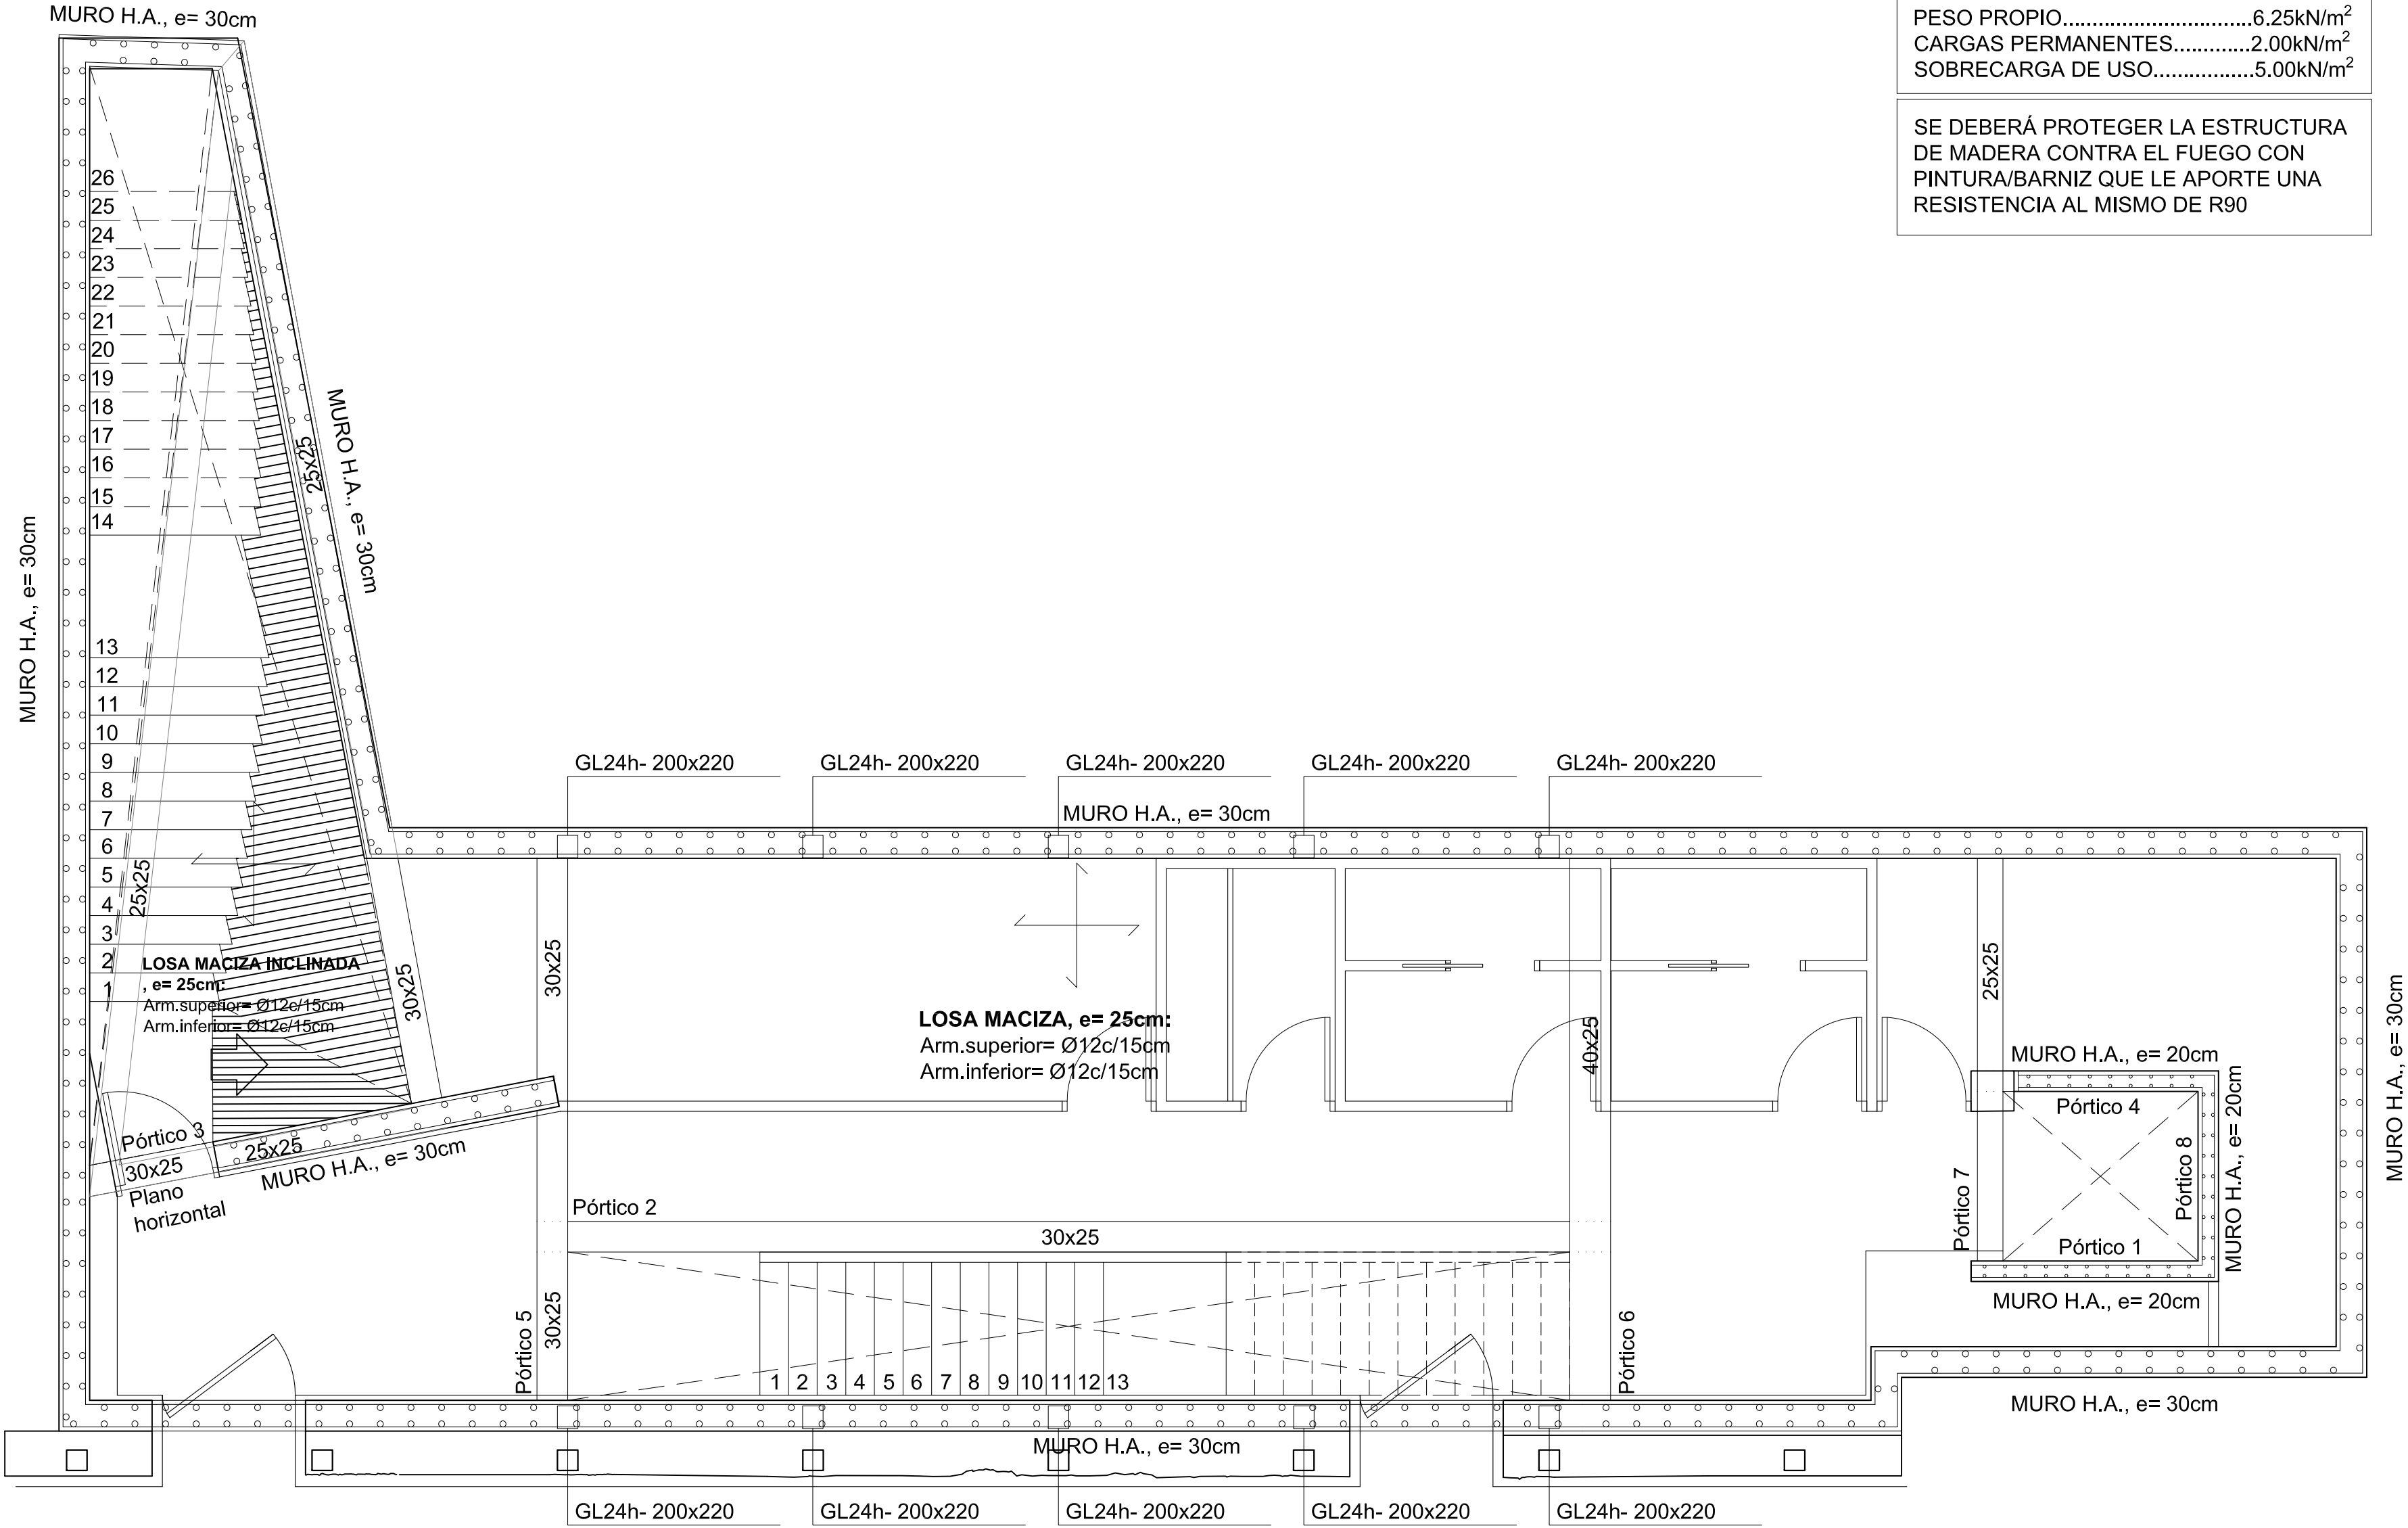 MURO H.A., e= 30cm
PESO PROPIO................................6.25kN/m²
CARGAS PERMANENTES.............2.00kN/m²
SOBRECARGA DE USO.................5.00kN/m²
SE DEBERÁ PROTEGER LA ESTRUCTURA
DE MADERA CONTRA EL FUEGO CON
PINTURA/BARNIZ QUE LE APORTE UNA
RESISTENCIA AL MISMO DE R90
26
25
24
23
22
21
20
19
18
17
16
15
14
13
12
11
10
9
8
7
6
5
4
3
2
1
MURO H.A., e= 30cm
MURO H.A., e= 30cm
25x25
25x25
30x25
LOSA MACIZA INCLINADA
, e= 25cm:
Arm.superior= Ø12c/15cm
Arm.inferior= Ø12c/15cm
Pórtico 3
30x25
Plano
horizontal
25x25
MURO H.A., e= 30cm
GL24h- 200x220
GL24h- 200x220
GL24h- 200x220
GL24h- 200x220
GL24h- 200x220
MURO H.A., e= 30cm
30x25
LOSA MACIZA, e= 25cm:
Arm.superior= Ø12c/15cm
Arm.inferior= Ø12c/15cm
40x25
25x25
MURO H.A., e= 20cm
Pórtico 4
Pórtico 8
MURO H.A., e= 20cm
MURO H.A., e= 30cm
Pórtico 7
Pórtico 1
MURO H.A., e= 20cm
Pórtico 2
30x25
Pórtico 5
30x25
1 2 3 4 5 6 7 8 9 10 11 12 13
Pórtico 6
MURO H.A., e= 30cm
MURO H.A., e= 30cm
GL24h- 200x220
GL24h- 200x220
GL24h- 200x220
GL24h- 200x220
GL24h- 200x220